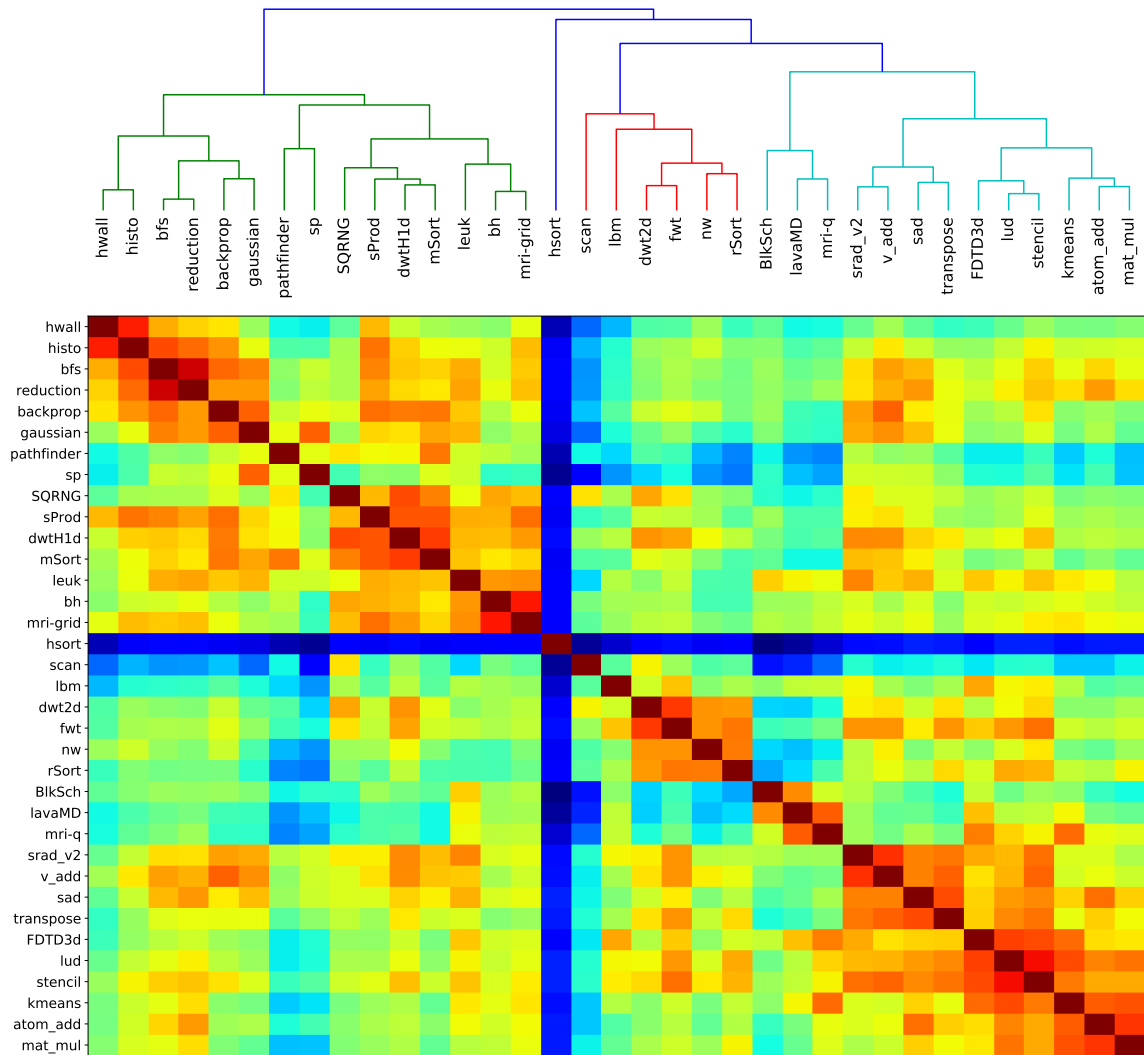 hwall
histo
bfs
reduction
backprop
gaussian
pathfinder
sp
SQRNG
sProd
dwtH1d
mSort
leuk
bh
mri-grid
hsort
scan
lbm
dwt2d
fwt
nw
rSort
BlkSch
lavaMD
mri-q
srad_v2
v_add
sad
transpose
FDTD3d
lud
stencil
kmeans
atom_add
mat_mul
hwall
histo
bfs
reduction
backprop
gaussian
pathfinder
sp
SQRNG
sProd
dwtH1d
mSort
leuk
bh
mri-grid
hsort
scan
lbm
dwt2d
fwt
nw
rSort
BlkSch
lavaMD
mri-q
srad_v2
v_add
sad
transpose
FDTD3d
lud
stencil
kmeans
atom_add
mat_mul